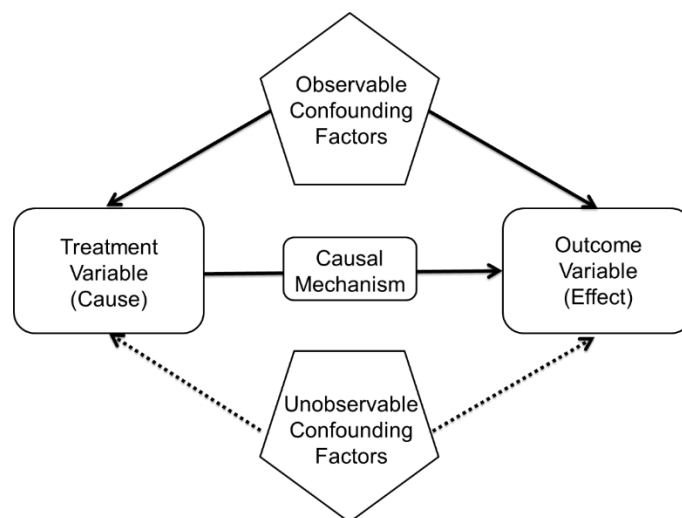 Observable
Confounding
Factors
Treatment
Variable
(Cause)
Causal
Mechanism
Outcome
Variable
(Effect)
Unobservable
Confounding
Factors